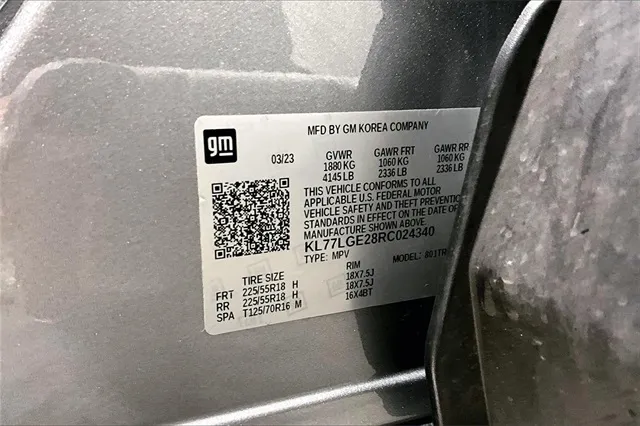 gm
MFD BY GM KOREA COMPANY
03/23 GVWR GAWR FRT GAWR RR
1880 KG 1060 KG 1060 KG
4145 LB 2336 LB 2336 LB
THIS VEHICLE CONFORMS TO ALL
APPLICABLE U.S. FEDERAL MOTOR
VEHICLE SAFETY AND THEFT
STANDARDS IN EFFECT ON THE DATE OF
MANUFACTURE SHOWN ABOVE.
KL77LGE28RC024340
TYPE: MPV MODEL:
TIRE SIZE RIM
FRT 225/55R18 H 18X7.5J
RR 225/55R18 H 18X7.5J
SPA T125/70R16 M 16X4BT